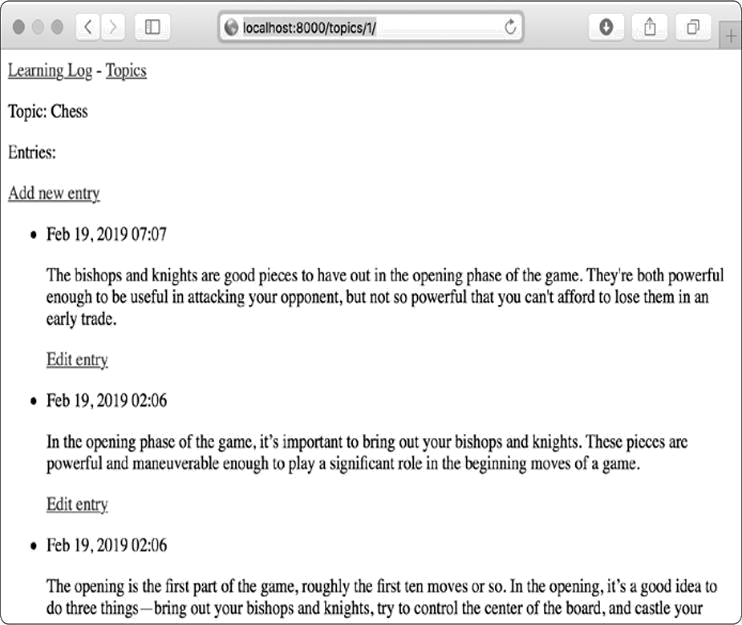 localhost:8000/topics/1/
Learning Log - Topics
Topic: Chess
Entries:
Add new entry
• Feb 19, 2019 07:07
The bishops and knights are good pieces to have out in the opening phase of the game. They're both powerful
enough to be useful in attacking your opponent, but not so powerful that you can't afford to lose them in an
early trade.
Edit entry
• Feb 19, 2019 02:06
In the opening phase of the game, it’s important to bring out your bishops and knights. These pieces are
powerful and maneuverable enough to play a significant role in the beginning moves of a game.
Edit entry
• Feb 19, 2019 02:06
The opening is the first part of the game, roughly the first ten moves or so. In the opening, it’s a good idea to
do three things—bring out your bishops and knights, try to control the center of the board, and castle your